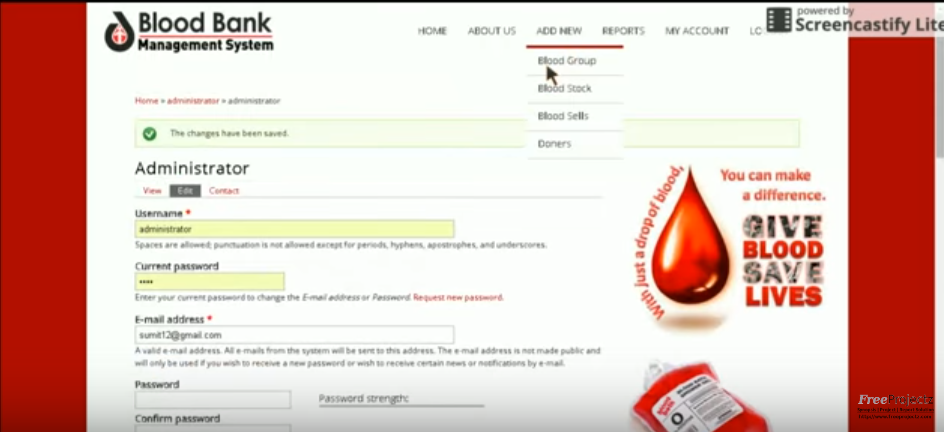 Blood Bank
Management System
HOME ABOUT US ADD NEW REPORTS MY ACCOUNT LO
powered by
Screencastify Lite
Blood Group
Blood Stock
Blood Sells
Doners
Home » administrator » administrator
The changes have been saved.
Administrator
View Edit Contact
Username *
administrator
Spaces are allowed; punctuation is not allowed except for periods, hyphens, apostrophes, and underscores.
Current password
••••
Enter your current password to change the E-mail address or Password. Request new password.
E-mail address *
sumit12@gmail.com
A valid e-mail address. All e-mails from the system will be sent to this address. The e-mail address is not made public and
will only be used if you wish to receive a new password or wish to receive certain news or notifications by e-mail.
Password
Password strength:
Confirm password
With just a drop of blood,
You can make
a difference.
GIVE
BLOOD
SAVE
LIVES
O
FreeProjectz